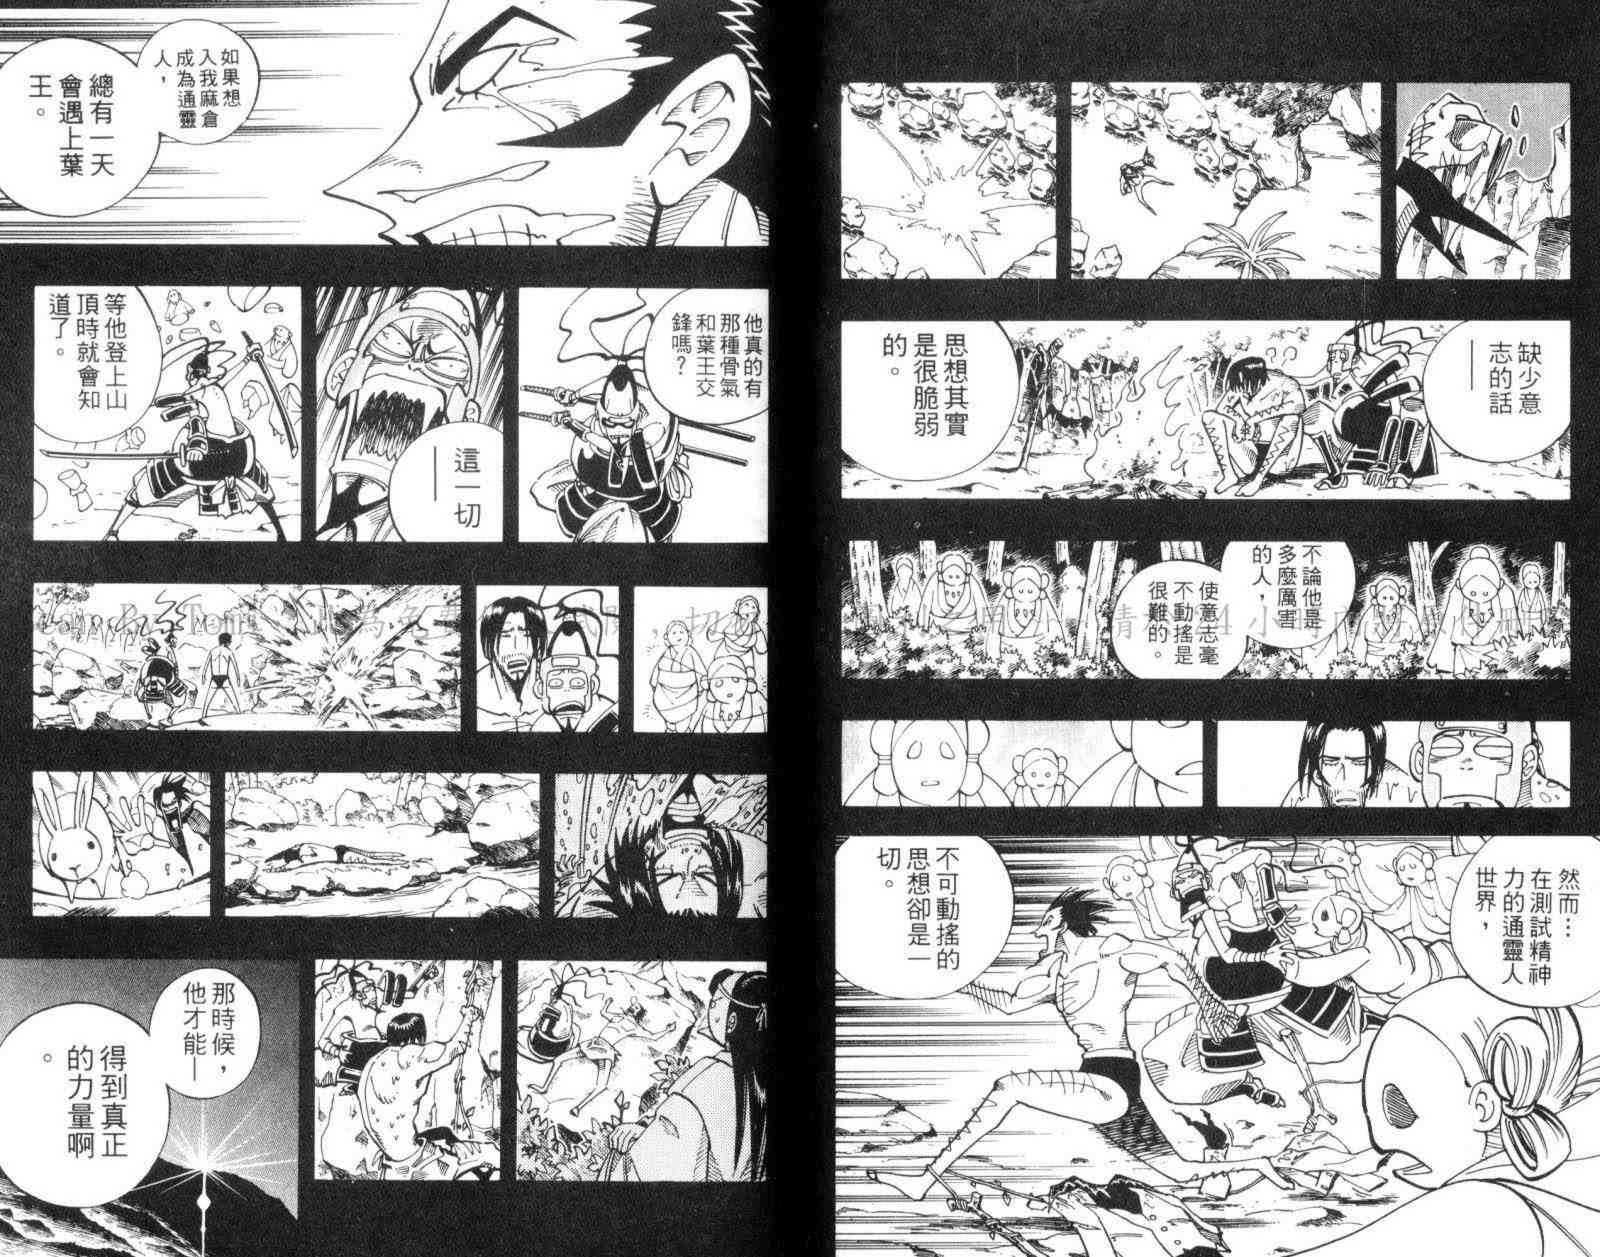 缺少意
志的話
——
思想其實
是很脆弱
的。
不論他是
多麼厲害
的人，
使意志毫
不動搖是
很難的。
然而…
在測試精神
力的通靈人
世界，
不可動搖的
思想卻是一
切。
如果想
入我麻倉
成為通靈
人，
總有一天
會遇上葉
王。
他真的有
那種骨氣
和葉王交
鋒嗎？
這一切
——
等他登上山
頂時就會知
道了。
那時候，
他才能—
得到真正
的力量啊
。